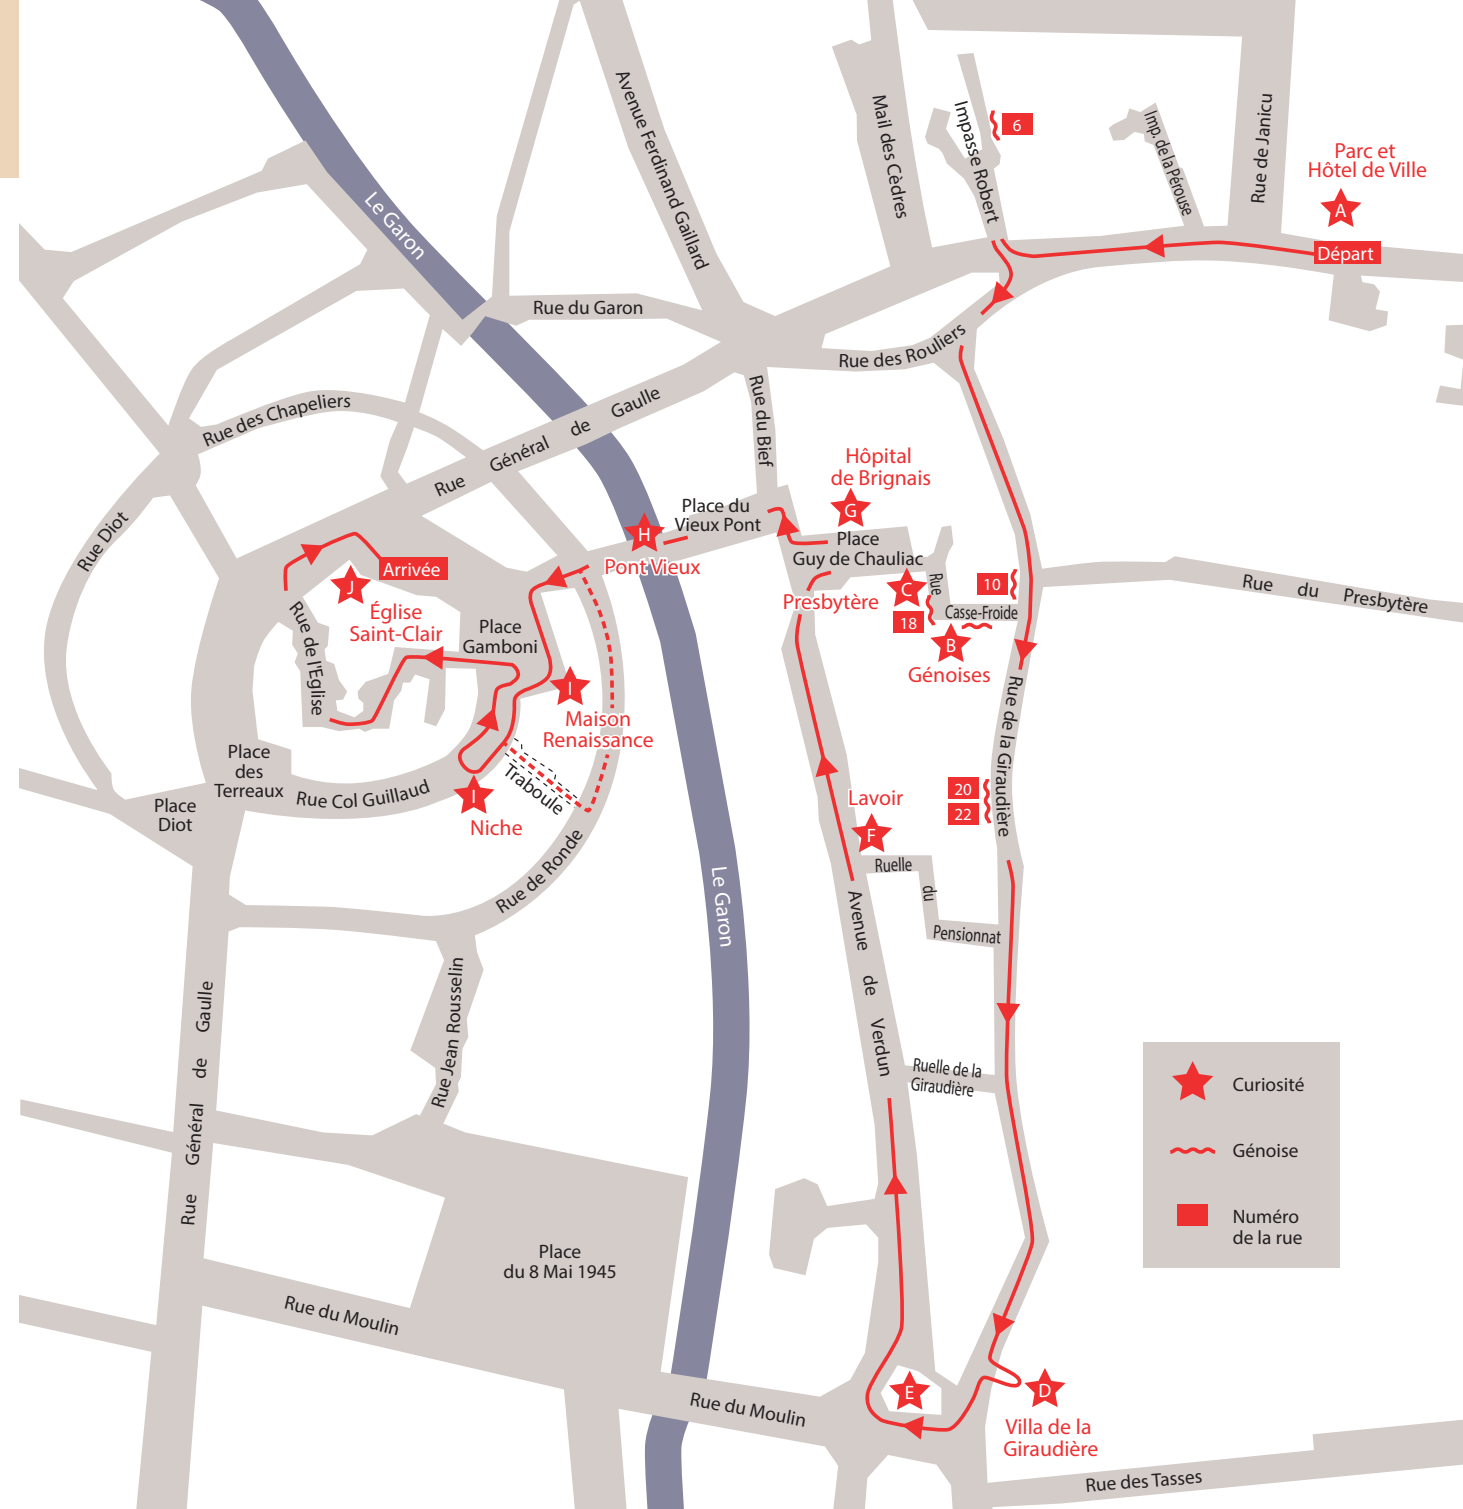 Avenue Ferdinand Gaillard
Mail des Cèdres
Impasse Robert
6
Imp. de la Pérouse
Rue de Janicu
Parc et
Hôtel de Ville
A
Départ
Le Garon
Rue du Garon
Rue des Rouliers
Rue des Chapeliers
Rue Général de Gaulle
Rue du Bief
Hôpital
de Brignais
G
Place du
Vieux Pont
H
Pont Vieux
Place
Guy de Chauliac
Presbytère
C
18
Rue
Casse-Froide
10
B
Génoises
Rue du Presbytère
Rue Diot
Arrivée
J
Église
Saint-Clair
Rue de l'Eglise
Place
Gamboni
I
Maison
Renaissance
Rue de la Giraudière
Place
des
Terreaux
Rue Col Guillaud
Traboule
I
Niche
Place
Diot
Lavoir
F
20
22
Ruelle
du
Pensionnat
Rue de Ronde
Le Garon
Avenue de Verdun
Rue Jean Rousselin
Rue Général de Gaulle
Ruelle de la
Giraudière
Curiosité
Génoise
Numéro
de la rue
Place
du 8 Mai 1945
Rue du Moulin
Rue du Moulin
E
D
Villa de la
Giraudière
Rue des Tasses